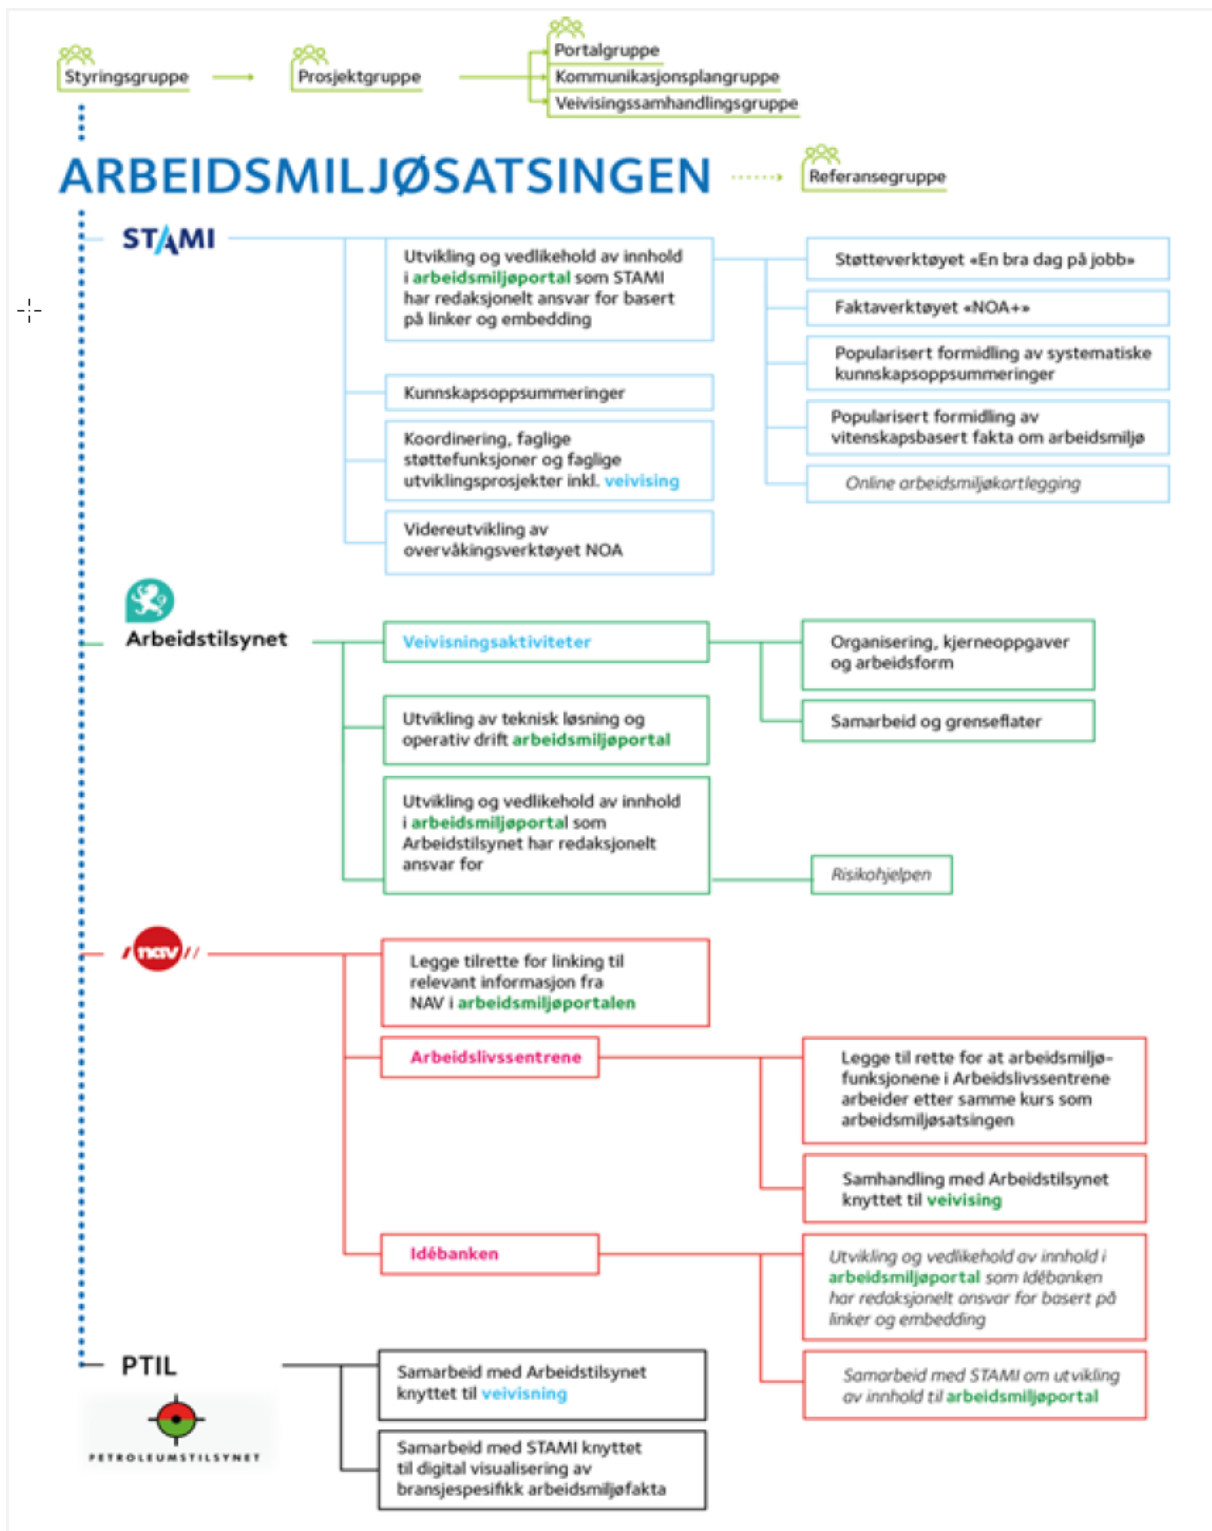 Styringsgruppe
Prosjektgruppe
Portalgruppe
Kommunikasjonsplangruppe
Veivisingssamhandlingsgruppe
ARBEIDSMILJØSATSINGEN
Referansegruppe
STAMI
Utvikling og vedlikehold av innhold
i arbeidsmiljøportal som STAMI
har redaksjonelt ansvar for basert
på linker og embedding
Støtteverktøyet «En bra dag på jobb»
Faktaverktøyet «NOA+»
Popularisert formidling av systematiske
kunnskapsoppsummeringer
Popularisert formidling av
vitenskapsbasert fakta om arbeidsmiljø
Online arbeidsmiljøkartlegging
Kunnskapsoppsummeringer
Koordinering, faglige
støttefunksjoner og faglige
utviklingsprosjekter inkl. veivising
Videreutvikling av
overvåkingsverktøyet NOA
Arbeidstilsynet
Veivisningsaktiviteter
Organisering, kjerneoppgaver
og arbeidsform
Samarbeid og grenseflater
Utvikling av teknisk løsning og
operativ drift arbeidsmiljøportal
Utvikling og vedlikehold av innhold
i arbeidsmiljøportal som
Arbeidstilsynet har redaksjonelt
ansvar for
Risikohjelpen
nav
Legge tilrette for linking til
relevant informasjon fra
NAV i arbeidsmiljøportalen
Arbeidslivssentrene
Legge til rette for at arbeidsmiljø-
funksjonene i Arbeidslivssentrene
arbeider etter samme kurs som
arbeidsmiljøsatsingen
Samhandling med Arbeidstilsynet
knyttet til veivising
Idébanken
Utvikling og vedlikehold av innhold i
arbeidsmiljøportal som Idébanken
har redaksjonelt ansvar for basert på
linker og embedding
Samarbeid med STAMI om utvikling
av innhold til arbeidsmiljøportal
PTIL
PETROLEUMSTILSYNET
Samarbeid med Arbeidstilsynet
knyttet til veivisning
Samarbeid med STAMI knyttet
til digital visualisering av
bransjespesifikk arbeidsmiljøfakta